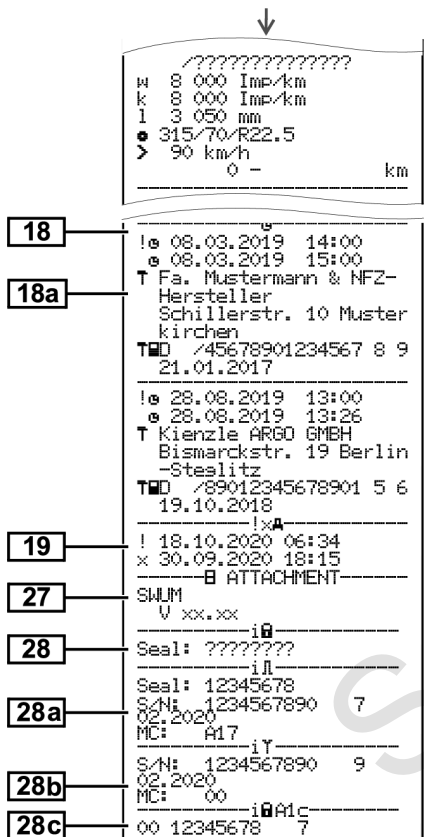 /??????????????
w 8 000 Imp/km
k 8 000 Imp/km
l 3 050 mm
● 315/70/R22.5
> 90 km/h
0 - km
18
! 08.03.2019 14:00
08.03.2019 15:00
18a
T Fa. Mustermann & NFZ-
Hersteller
Schillerstr. 10 Muster
kirchen
T D /45678901234567 8 9
21.01.2017
! 28.08.2019 13:00
28.08.2019 13:26
T Kienzle ARGO GMBH
Bismarckstr. 19 Berlin
-Steglitz
T D /89012345678901 5 6
19.10.2018
!x
19
! 18.10.2020 06:34
x 30.09.2020 18:15
ATTACHMENT
27
SWUM
V xx.xx
i
28
Seal: ????????
i
Seal: 12345678
28a
S/N: 1234567890 7
02.2020
MC: A17
i
S/N: 1234567890 9
28b
02.2020
MC: 00
iA1c
28c
00 12345678 7
S